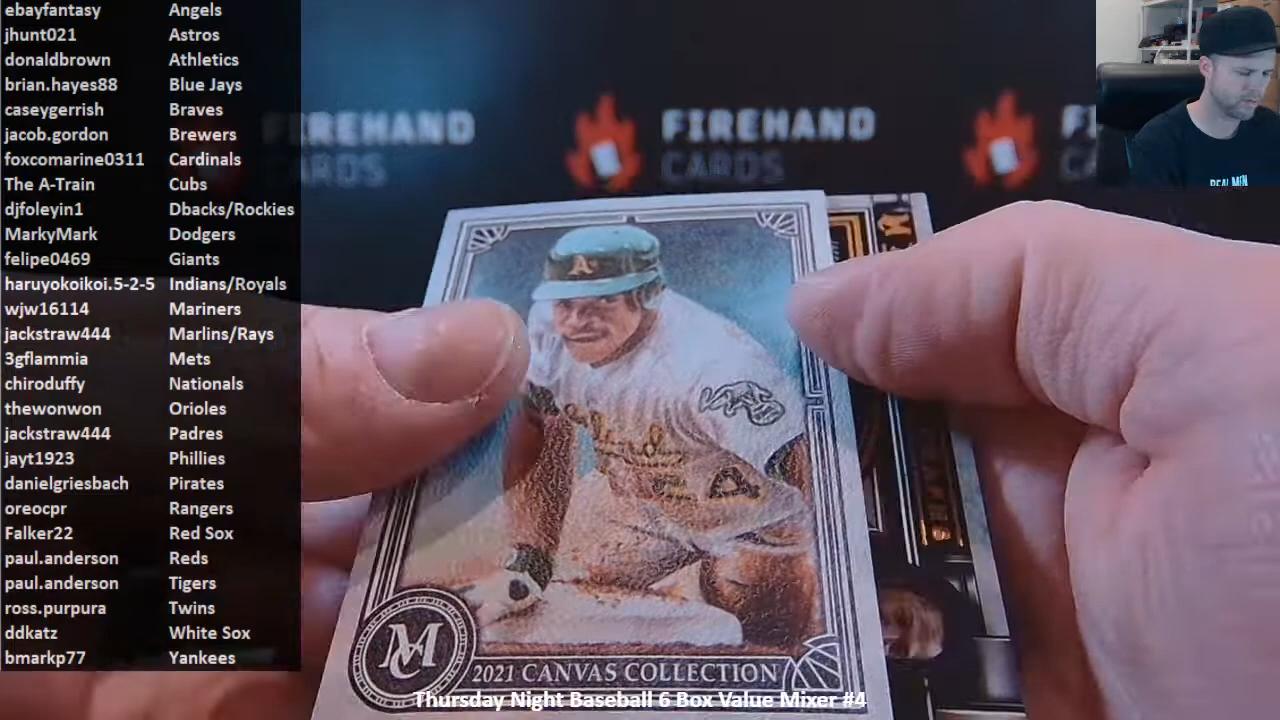 ebayfantasy Angels
jhunt021 Astros
donaldbrown Athletics
brian.hayes88 Blue Jays
caseygerrish Braves
jacob.gordon Brewers
foxcomarine0311 Cardinals
The A-Train Cubs
djfoleyin1 Dbacks/Rockies
MarkyMark Dodgers
felipe0469 Giants
haruyokoikoi.5-2-5 Indians/Royals
wjw16114 Mariners
jackstraw444 Marlins/Rays
3gflammia Mets
chiroduffy Nationals
thewonwon Orioles
jackstraw444 Padres
jayt1923 Phillies
danielgriesbach Pirates
oreocpr Rangers
Falker22 Red Sox
paul.anderson Reds
paul.anderson Tigers
ross.purpura Twins
ddkatz White Sox
bmarkp77 Yankees
FIREHAND
CARDS
FIREHAND
CARDS
REAL MEN
A's
24
MC
2021 CANVAS COLLECTION
Thursday Night Baseball 6 Box Value Mixer #4